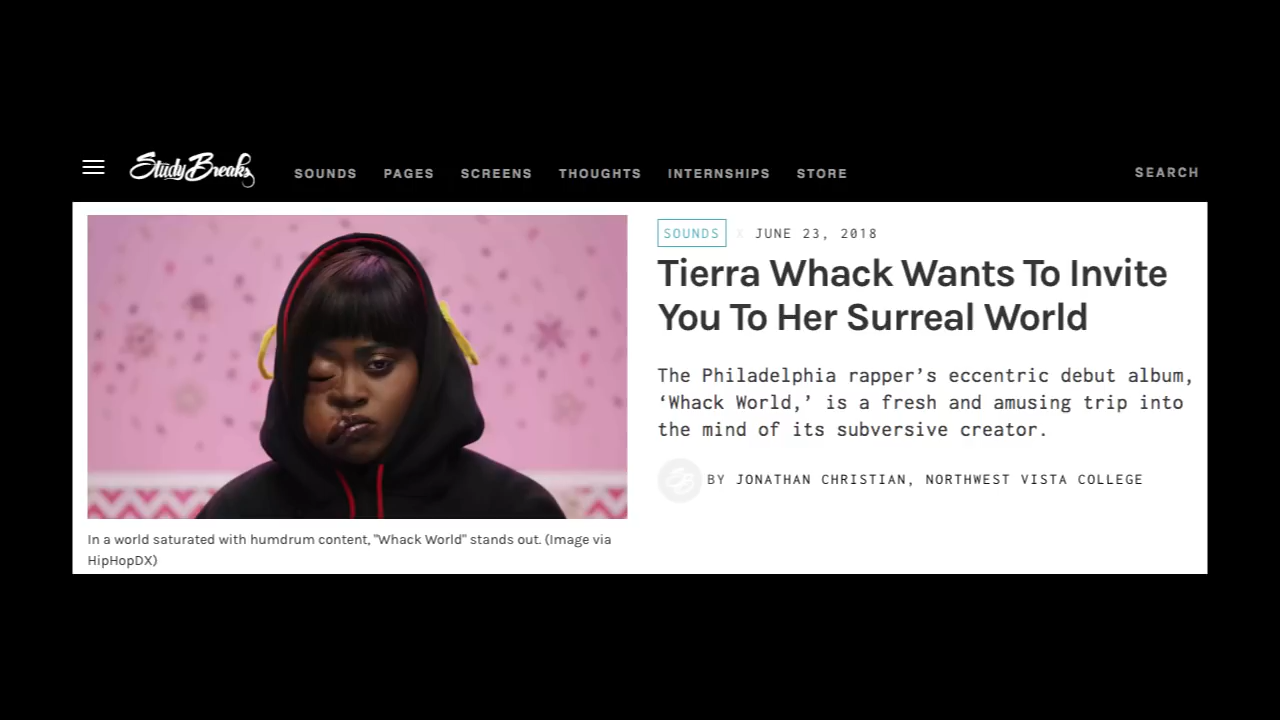 Study Breaks
SOUNDS PAGES SCREENS THOUGHTS INTERNSHIPS STORE SEARCH
SOUNDS X JUNE 23, 2018
Tierra Whack Wants To Invite
You To Her Surreal World
The Philadelphia rapper’s eccentric debut album,
‘Whack World,’ is a fresh and amusing trip into
the mind of its subversive creator.
SB BY JONATHAN CHRISTIAN, NORTHWEST VISTA COLLEGE
In a world saturated with humdrum content, "Whack World" stands out. (Image via
HipHopDX)